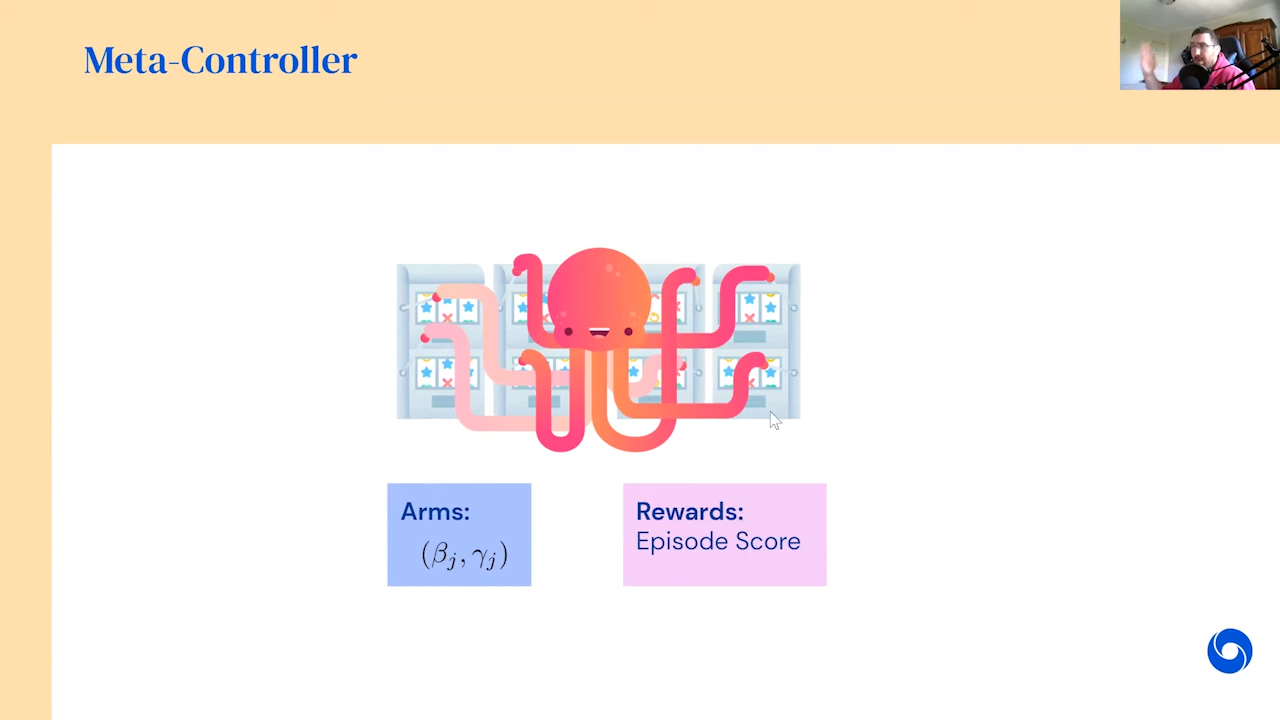 Meta-Controller
Arms:
(βj, γj)
Rewards:
Episode Score